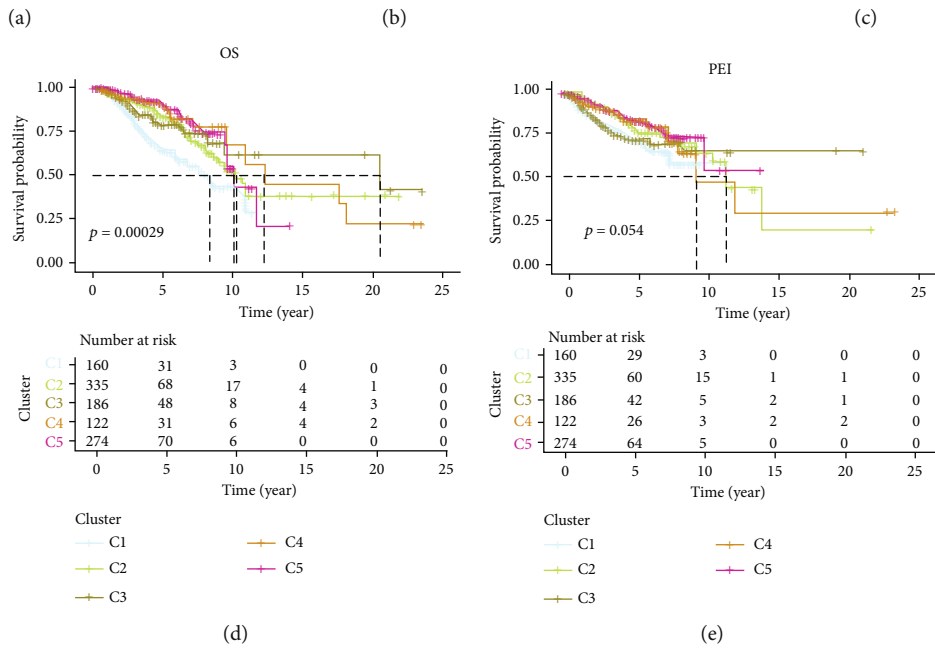 (a)
(b)
(c)
OS
Survival probability
1.00
0.75
0.50
0.25
0.00
p = 0.00029
0 5 10 15 20 25
Time (year)
Number at risk
Cluster
C1 160 31 3 0 0 0
C2 335 68 17 4 1 0
C3 186 48 8 4 3 0
C4 122 31 6 4 2 0
C5 274 70 6 0 0 0
0 5 10 15 20 25
Time (year)
Cluster
C1
C2
C3
C4
C5
(d)
PEI
Survival probability
1.00
0.75
0.50
0.25
0.00
p = 0.054
0 5 10 15 20 25
Time (year)
Number at risk
Cluster
C1 160 29 3 0 0 0
C2 335 60 15 1 1 0
C3 186 42 5 2 1 0
C4 122 26 3 2 2 0
C5 274 64 5 0 0 0
0 5 10 15 20 25
Time (year)
Cluster
C1
C2
C3
C4
C5
(e)